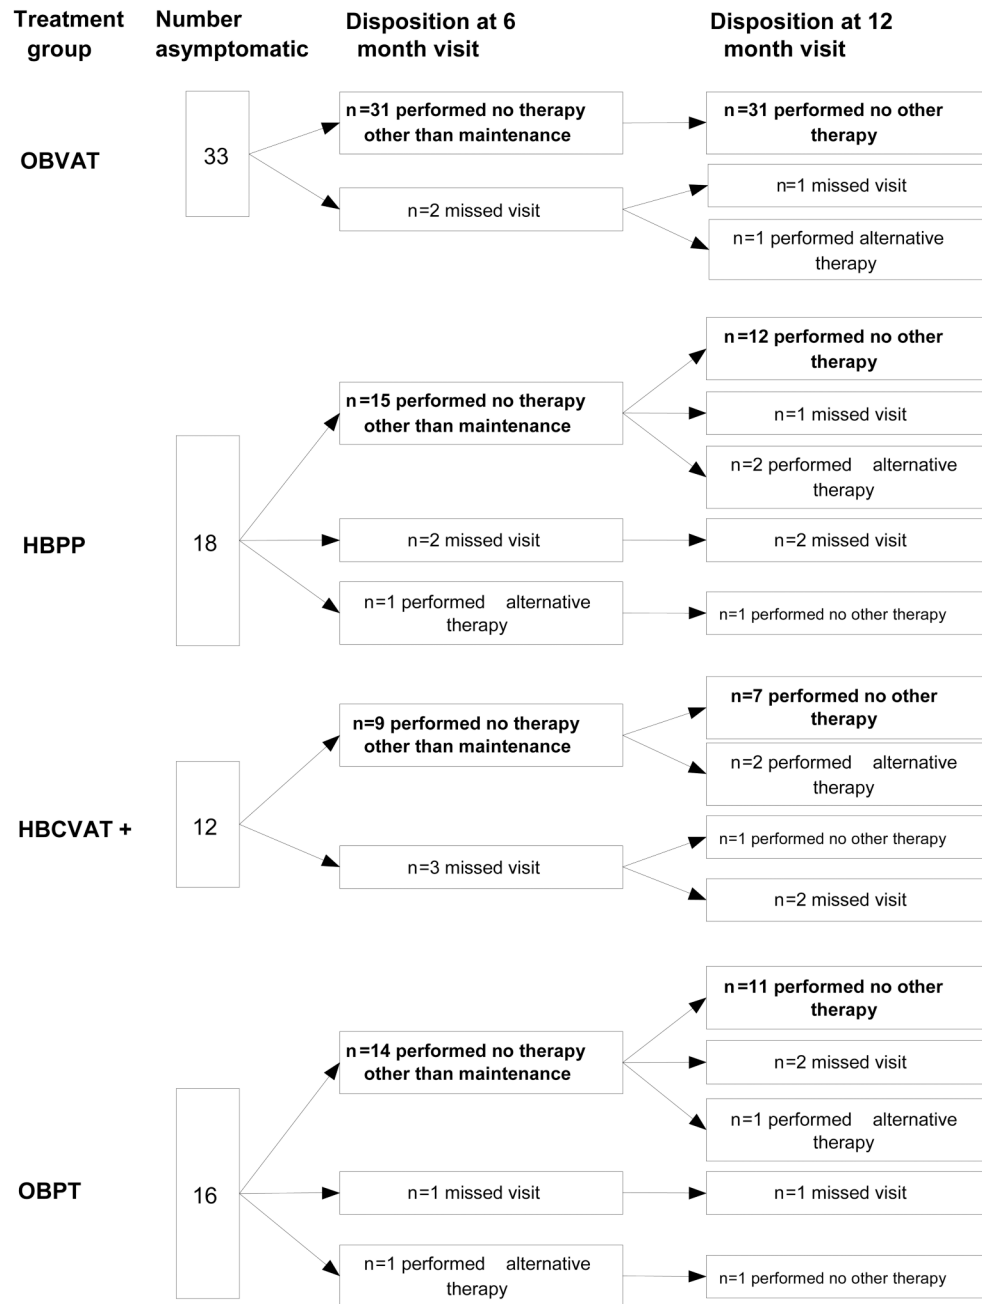 Treatment group
Number asymptomatic
Disposition at 6 month visit
Disposition at 12 month visit
OBVAT
33
n=31 performed no therapy
other than maintenance
n=31 performed no other
therapy
n=2 missed visit
n=1 missed visit
n=1 performed alternative
therapy
HBPP
18
n=15 performed no therapy
other than maintenance
n=12 performed no other
therapy
n=1 missed visit
n=2 performed alternative
therapy
n=2 missed visit
n=2 missed visit
n=1 performed alternative
therapy
n=1 performed no other therapy
HBCVAT +
12
n=9 performed no therapy
other than maintenance
n=7 performed no other
therapy
n=2 performed alternative
therapy
n=3 missed visit
n=1 performed no other therapy
n=2 missed visit
OBPT
16
n=14 performed no therapy
other than maintenance
n=11 performed no other
therapy
n=2 missed visit
n=1 performed alternative
therapy
n=1 missed visit
n=1 missed visit
n=1 performed alternative
therapy
n=1 performed no other therapy